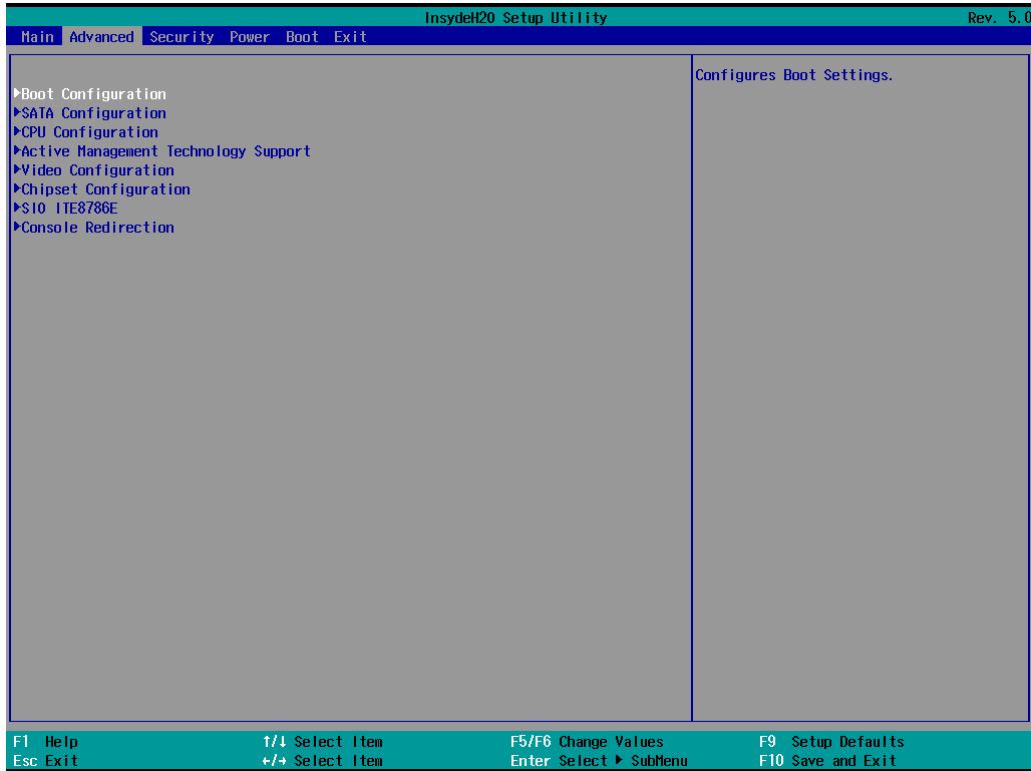 InsydeH20 Setup Utility Rev. 5.0
Main Advanced Security Power Boot Exit
Configures Boot Settings.
▶Boot Configuration
▶SATA Configuration
▶CPU Configuration
▶Active Management Technology Support
▶Video Configuration
▶Chipset Configuration
▶SIO ITE8786E
▶Console Redirection
F1 Help ↑/↓ Select Item F5/F6 Change Values F9 Setup Defaults
Esc Exit ←/→ Select Item Enter Select ▶ SubMenu F10 Save and Exit